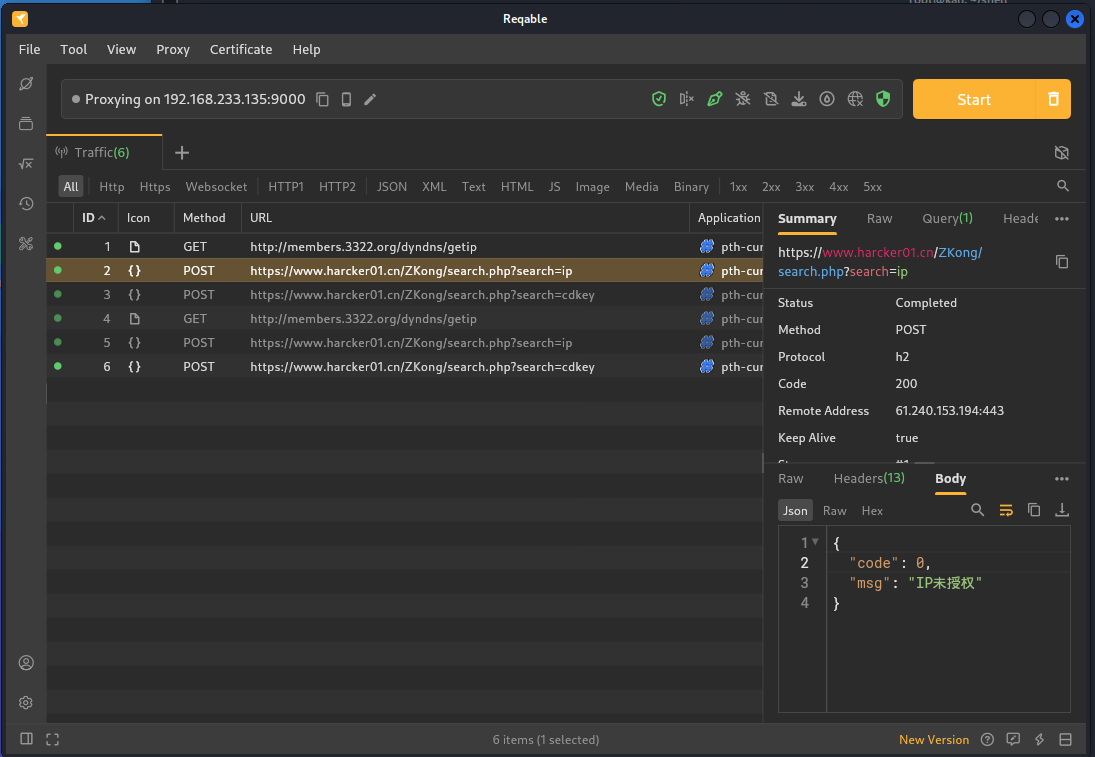 Reqable
File Tool View Proxy Certificate Help
Proxying on 192.168.233.135:9000
Start
Traffic(6)
All Http Https Websocket HTTP1 HTTP2 JSON XML Text HTML JS Image Media Binary 1xx 2xx 3xx 4xx 5xx
ID Icon Method URL Application
1 GET http://members.3322.org/dyndns/getip pth-cur
2 {} POST https://www.harcker01.cn/ZKong/search.php?search=ip pth-cur
3 {} POST https://www.harcker01.cn/ZKong/search.php?search=cdkey pth-cur
4 GET http://members.3322.org/dyndns/getip pth-cur
5 {} POST https://www.harcker01.cn/ZKong/search.php?search=ip pth-cur
6 {} POST https://www.harcker01.cn/ZKong/search.php?search=cdkey pth-cur
Summary Raw Query(1) Heade
https://www.harcker01.cn/ZKong/
search.php?search=ip
Status Completed
Method POST
Protocol h2
Code 200
Remote Address 61.240.153.194:443
Keep Alive true
Raw Headers(13) Body
Json Raw Hex
1 {
2 "code": 0,
3 "msg": "IP未授权"
4 }
6 items (1 selected)
New Version